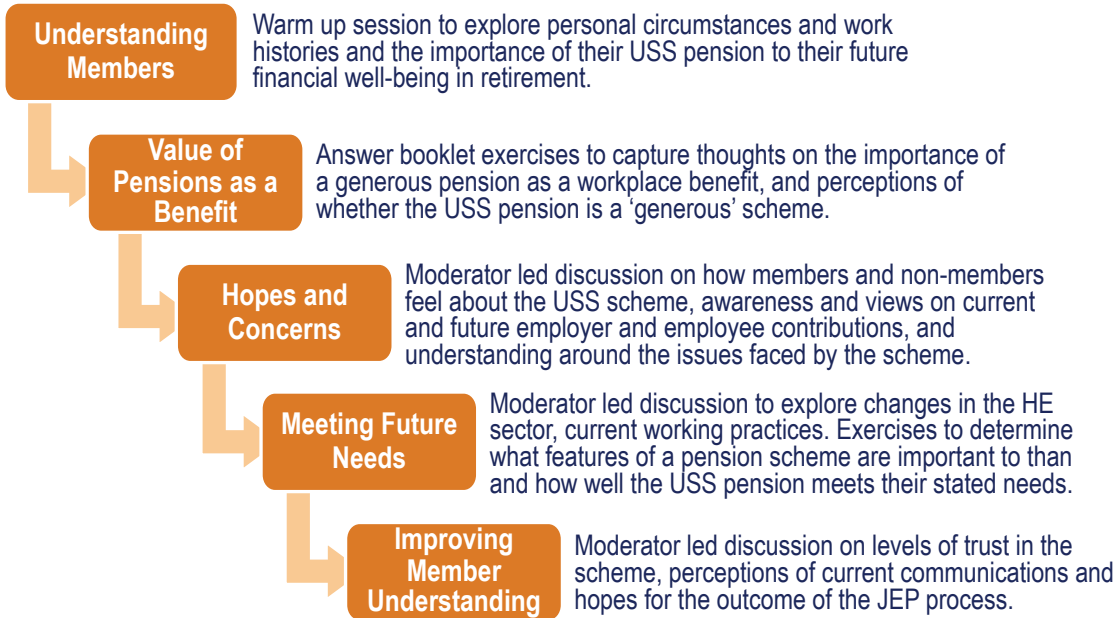 Understanding
Members
Warm up session to explore personal circumstances and work
histories and the importance of their USS pension to their future
financial well-being in retirement.
Value of
Pensions as a
Benefit
Answer booklet exercises to capture thoughts on the importance of
a generous pension as a workplace benefit, and perceptions of
whether the USS pension is a ‘generous’ scheme.
Hopes and
Concerns
Moderator led discussion on how members and non-members
feel about the USS scheme, awareness and views on current
and future employer and employee contributions, and
understanding around the issues faced by the scheme.
Meeting Future
Needs
Moderator led discussion to explore changes in the HE
sector, current working practices. Exercises to determine
what features of a pension scheme are important to than
and how well the USS pension meets their stated needs.
Improving
Member
Understanding
Moderator led discussion on levels of trust in the
scheme, perceptions of current communications and
hopes for the outcome of the JEP process.